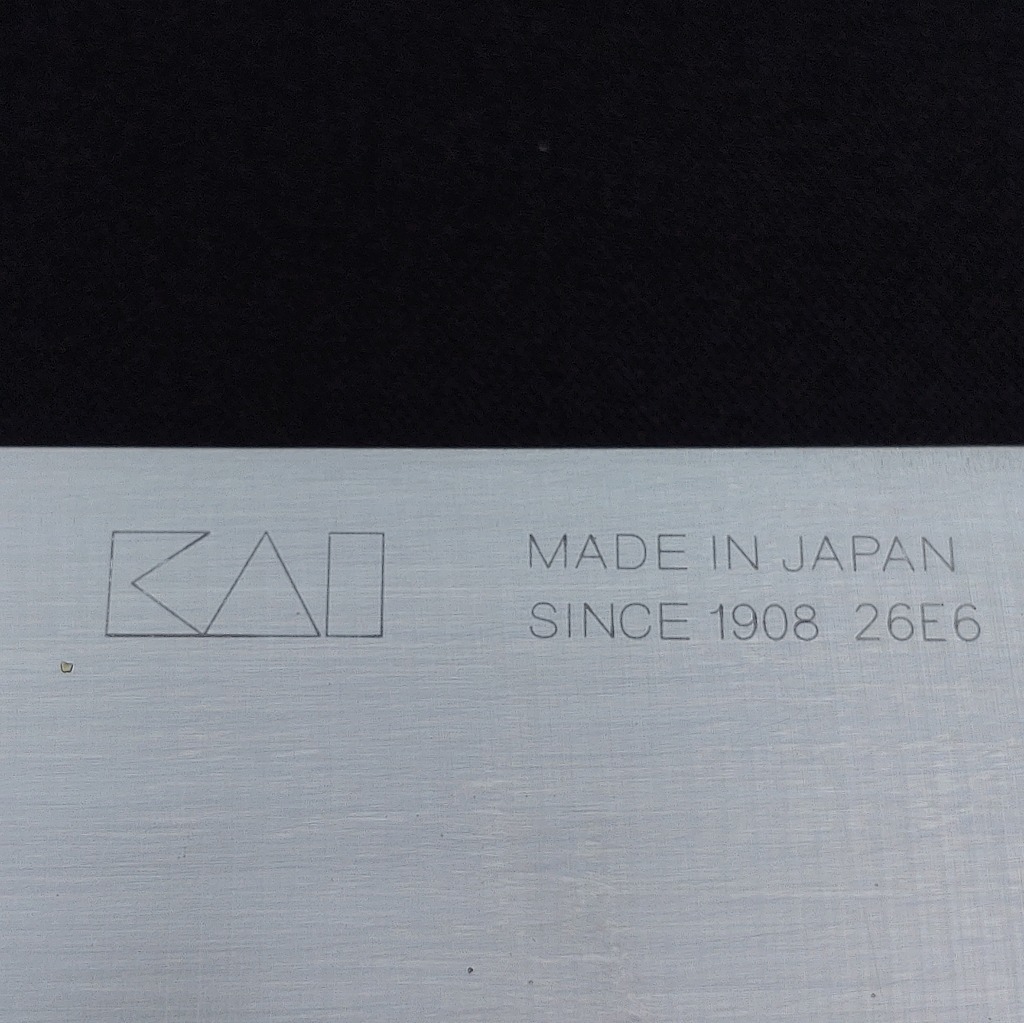 KAI
MADE IN JAPAN
SINCE 1908 26E6